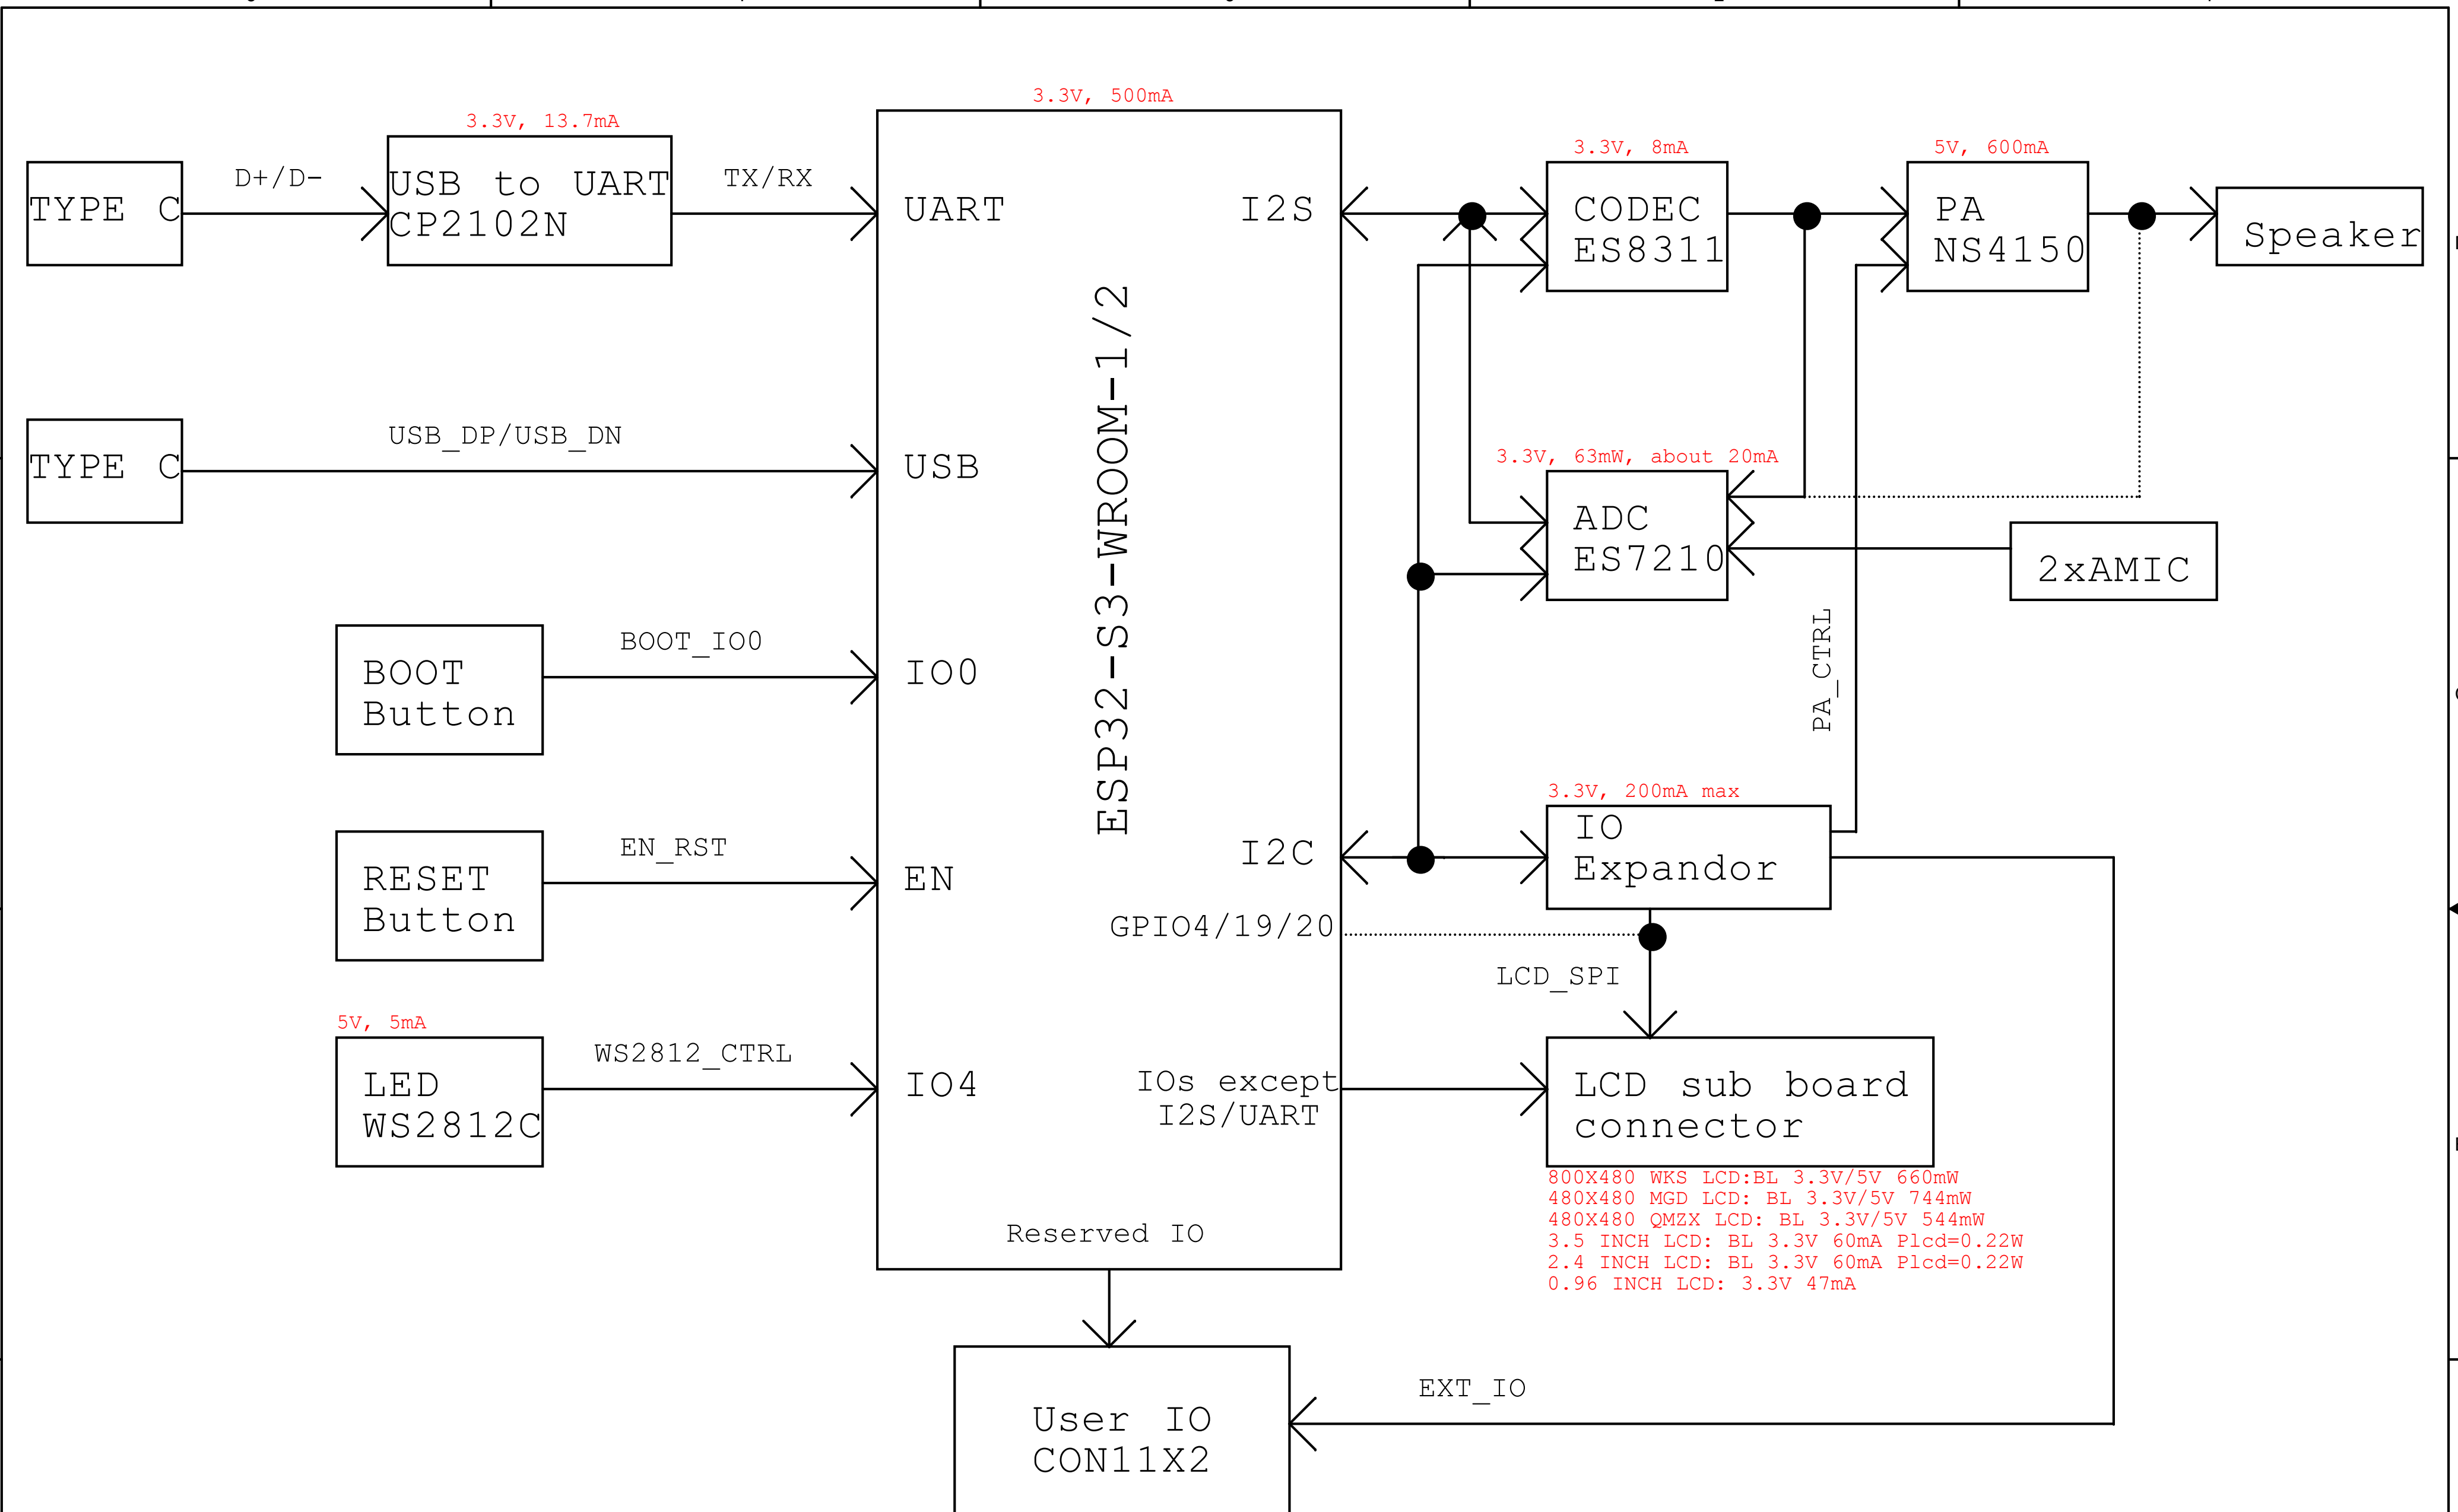 3.3V, 500mA
3.3V, 13.7mA
TYPE C
D+/D-
USB to UART
CP2102N
TX/RX
UART
I2S
3.3V, 8mA
CODEC
ES8311
5V, 600mA
PA
NS4150
Speaker
ESP32-S3-WROOM-1/2
TYPE C
USB_DP/USB_DN
USB
3.3V, 63mW, about 20mA
ADC
ES7210
2xAMIC
PA_CTRL
BOOT
Button
BOOT_IO0
IO0
3.3V, 200mA max
IO
Expandor
I2C
RESET
Button
EN_RST
EN
GPIO4/19/20
LCD_SPI
5V, 5mA
LED
WS2812C
WS2812_CTRL
IO4
IOs except
I2S/UART
LCD sub board
connector
800X480 WKS LCD:BL 3.3V/5V 660mW
480X480 MGD LCD: BL 3.3V/5V 744mW
480X480 QMZX LCD: BL 3.3V/5V 544mW
3.5 INCH LCD: BL 3.3V 60mA Plcd=0.22W
2.4 INCH LCD: BL 3.3V 60mA Plcd=0.22W
0.96 INCH LCD: 3.3V 47mA
Reserved IO
EXT_IO
User IO
CON11X2